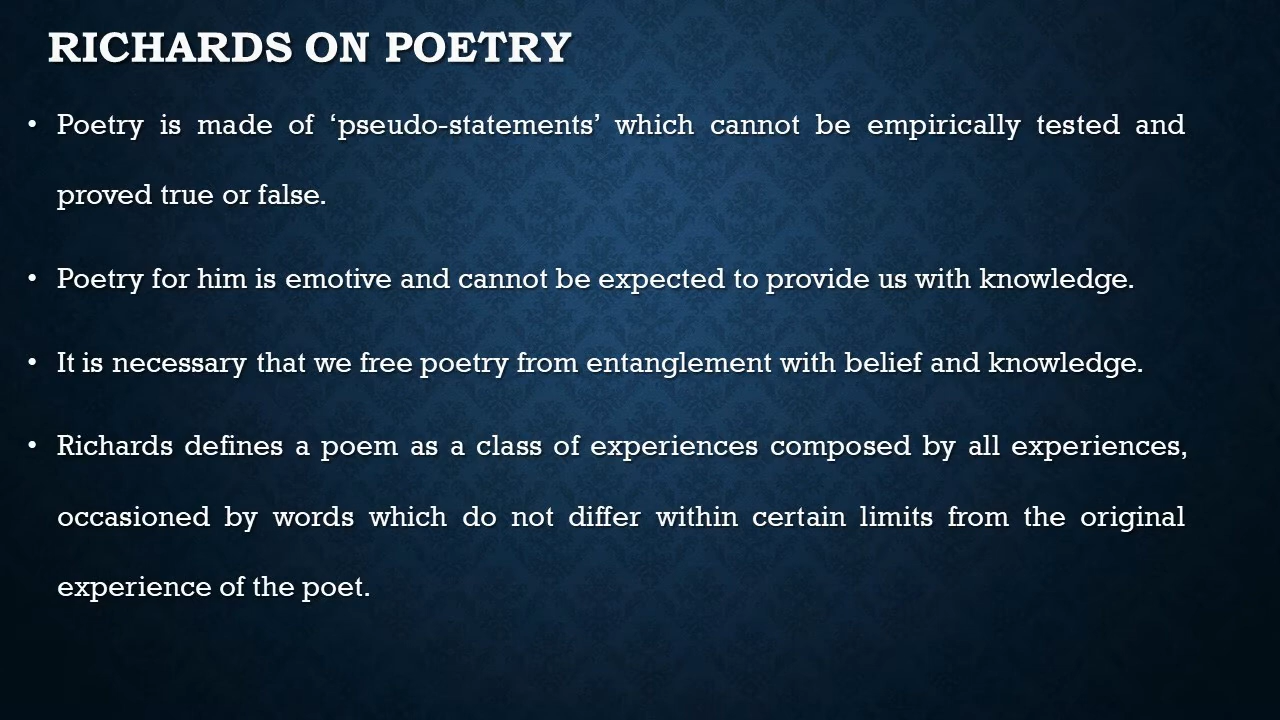 RICHARDS ON POETRY
• Poetry is made of ‘pseudo-statements’ which cannot be empirically tested and
proved true or false.
• Poetry for him is emotive and cannot be expected to provide us with knowledge.
• It is necessary that we free poetry from entanglement with belief and knowledge.
• Richards defines a poem as a class of experiences composed by all experiences,
occasioned by words which do not differ within certain limits from the original
experience of the poet.